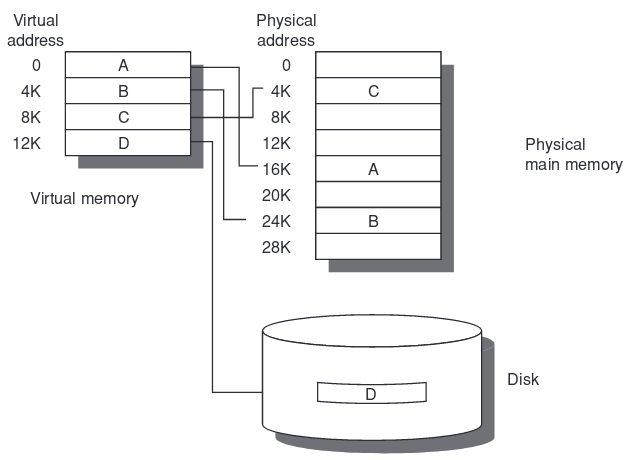 Virtual
address
Physical
address
0
A
0
4K
B
4K
C
8K
C
8K
12K
D
12K
16K
A
20K
24K
B
28K
Physical
main memory
Virtual memory
Disk
D